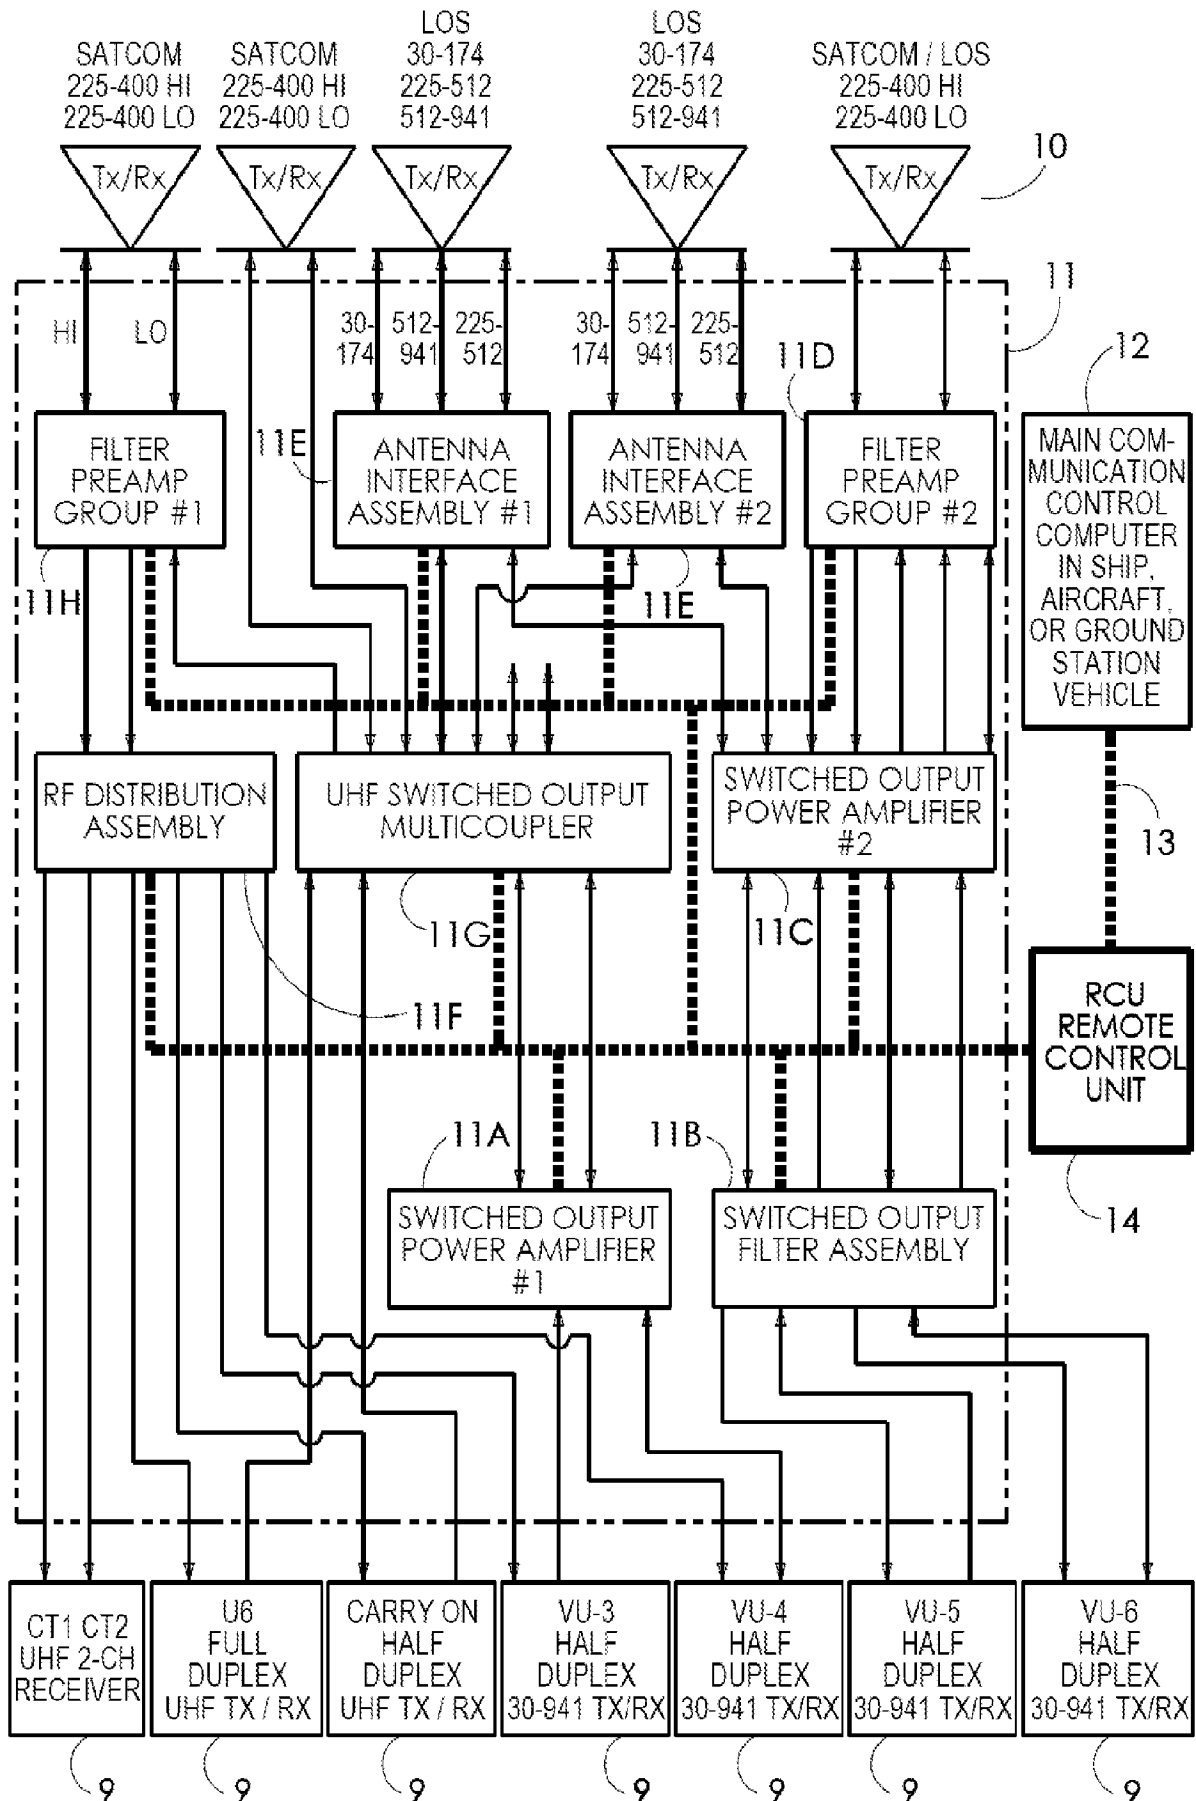 SATCOM
225-400 HI
225-400 LO
SATCOM
225-400 HI
225-400 LO
LOS
30-174
225-512
512-941
LOS
30-174
225-512
512-941
SATCOM / LOS
225-400 HI
225-400 LO
Tx/Rx
Tx/Rx
Tx/Rx
Tx/Rx
Tx/Rx
10
11
HI
LO
30-
174
512-
941
225-
512
30-
174
512-
941
225-
512
11D
12
FILTER
PREAMP
GROUP #1
11E
ANTENNA
INTERFACE
ASSEMBLY #1
ANTENNA
INTERFACE
ASSEMBLY #2
FILTER
PREAMP
GROUP #2
MAIN COM-
MUNICATION
CONTROL
COMPUTER
IN SHIP,
AIRCRAFT,
OR GROUND
STATION
VEHICLE
11H
11E
RF DISTRIBUTION
ASSEMBLY
UHF SWITCHED OUTPUT
MULTICOUPLER
SWITCHED OUTPUT
POWER AMPLIFIER
#2
13
11G
11C
11F
RCU
REMOTE
CONTROL
UNIT
11A
11B
SWITCHED OUTPUT
POWER AMPLIFIER
#1
SWITCHED OUTPUT
FILTER ASSEMBLY
14
CT1 CT2
UHF 2-CH
RECEIVER
U6
FULL
DUPLEX
UHF TX / RX
CARRY ON
HALF
DUPLEX
UHF TX / RX
VU-3
HALF
DUPLEX
30-941 TX/RX
VU-4
HALF
DUPLEX
30-941 TX/RX
VU-5
HALF
DUPLEX
30-941 TX/RX
VU-6
HALF
DUPLEX
30-941 TX/RX
9
9
9
9
9
9
9